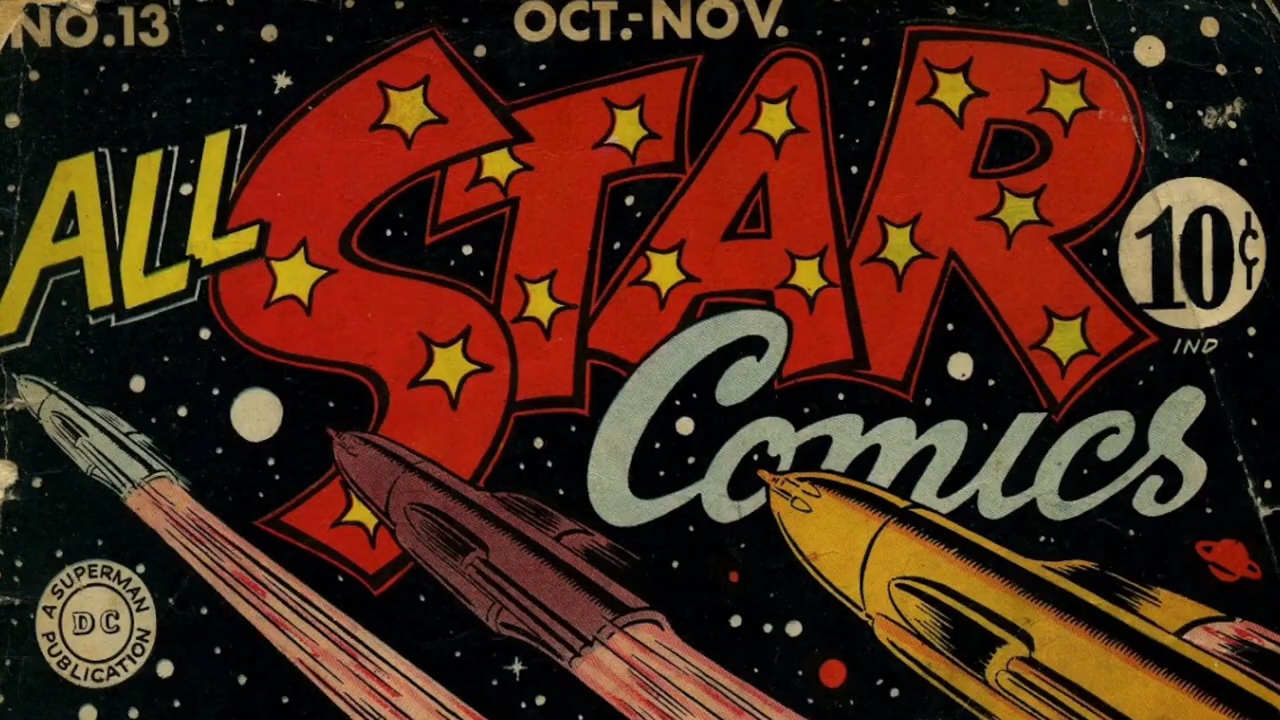 NO.13
OCT.-NOV.
ALL STAR
Comics
10¢
IND
A SUPERMAN
DC
PUBLICATION